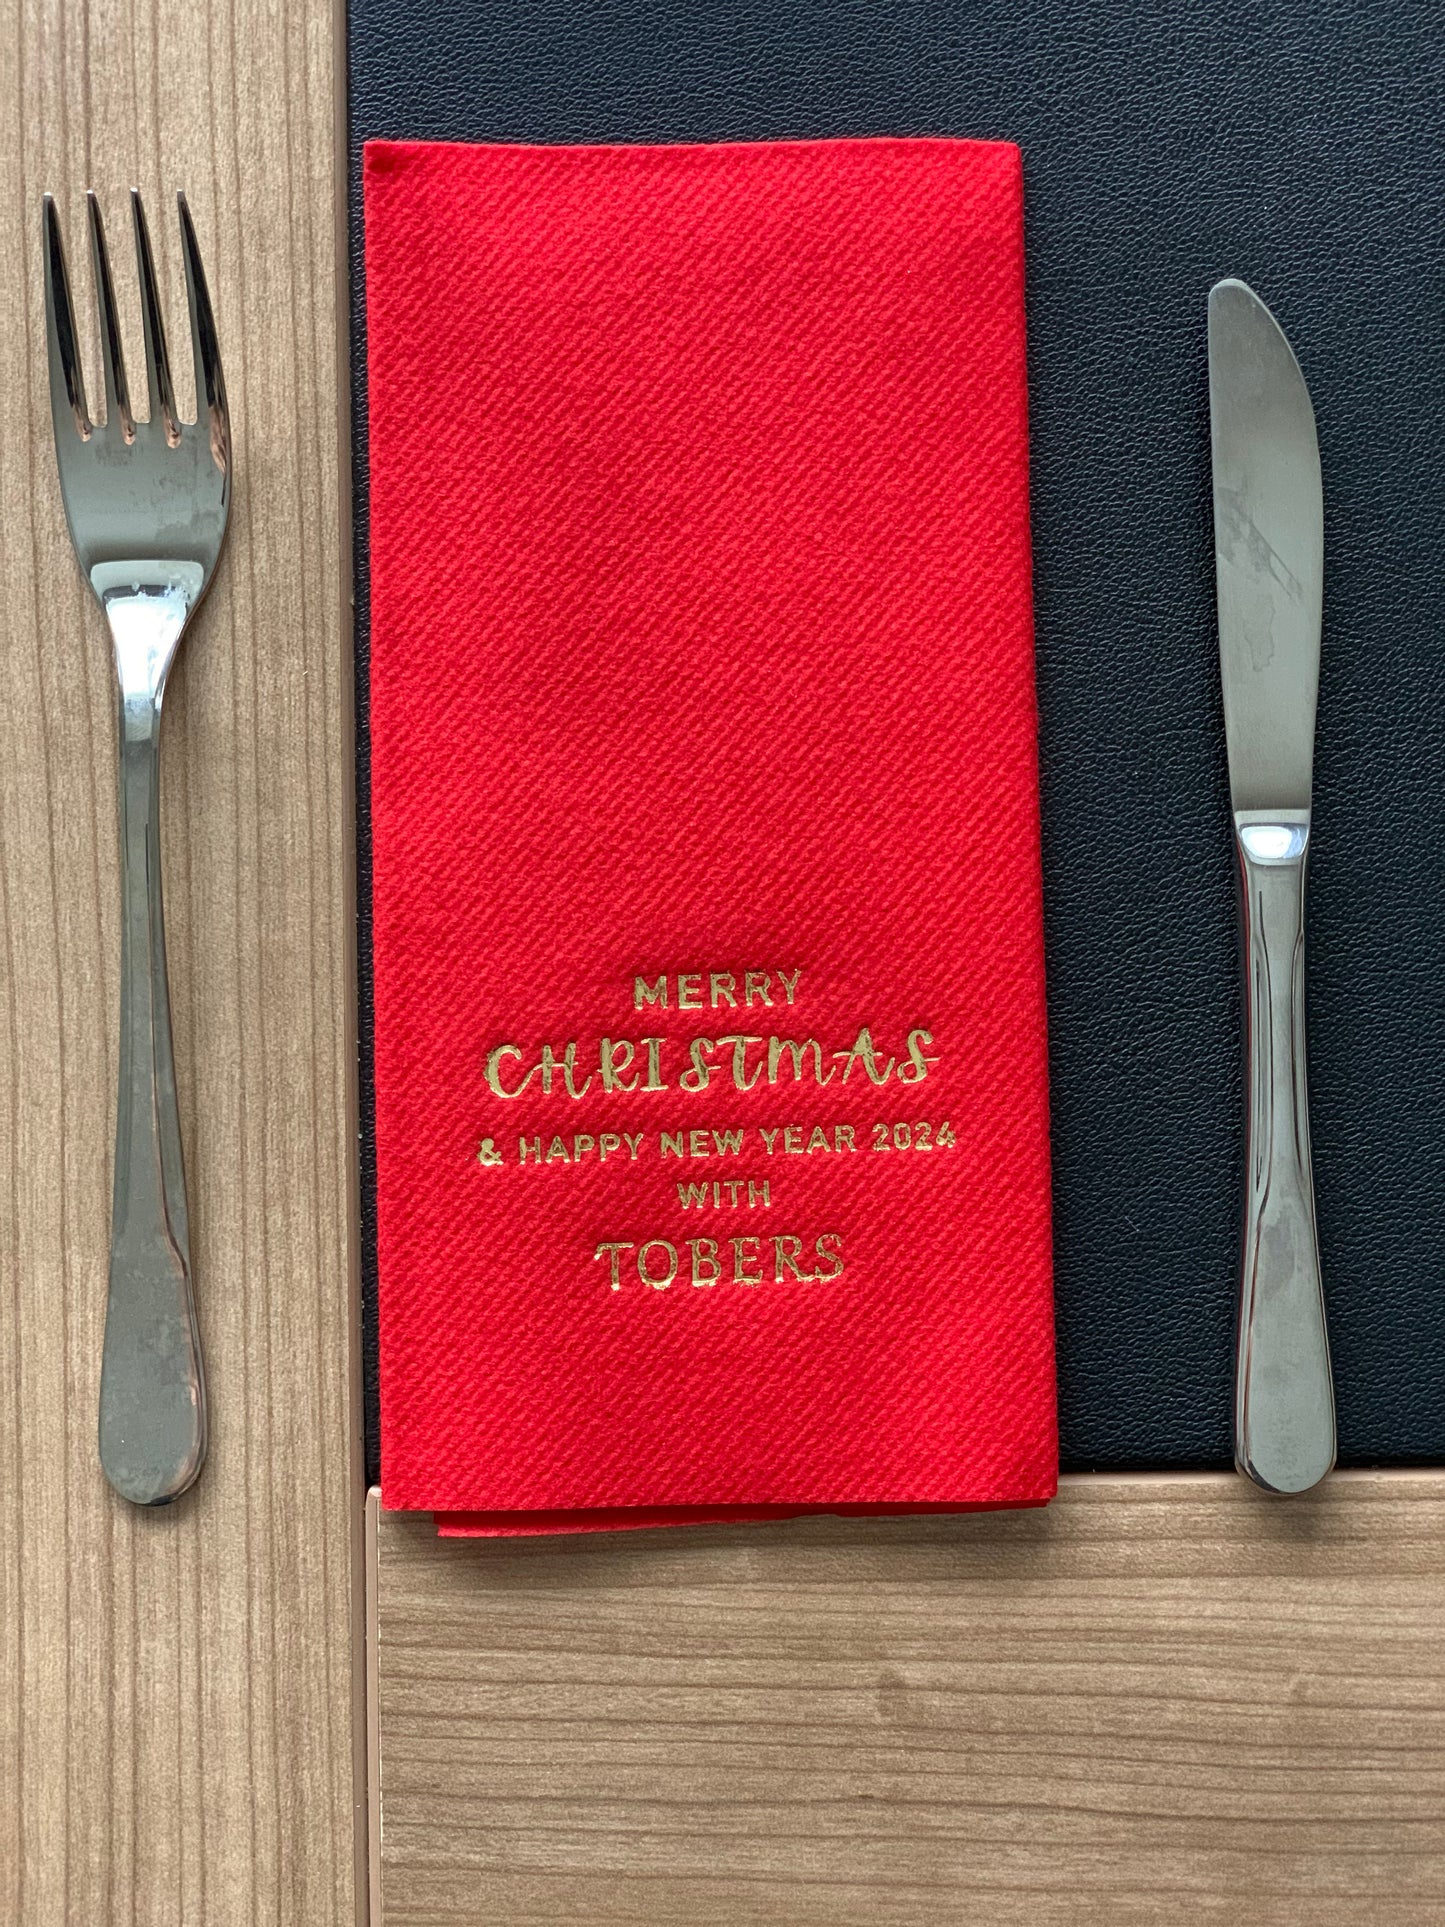 MERRY
CHRISTMAS
& HAPPY NEW YEAR 2024
WITH
TOBERS